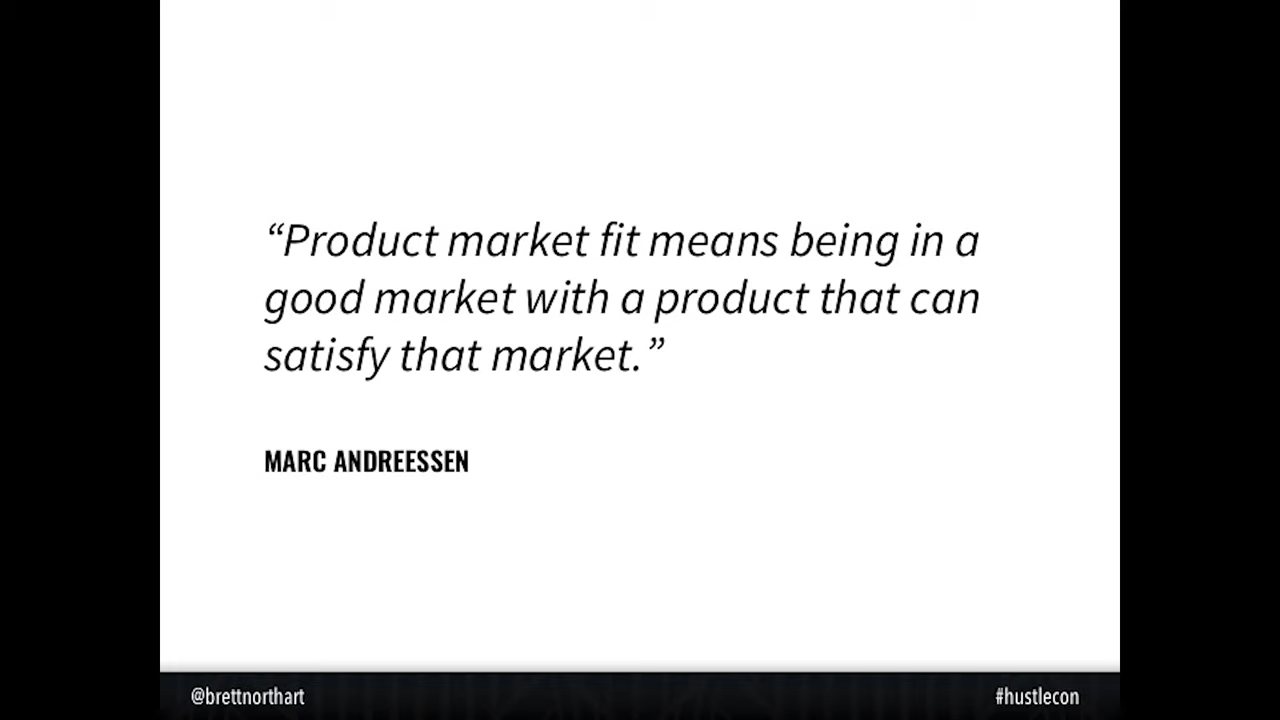 “Product market fit means being in a
good market with a product that can
satisfy that market.”
MARC ANDREESSEN
@brettnorthart
#hustlecon